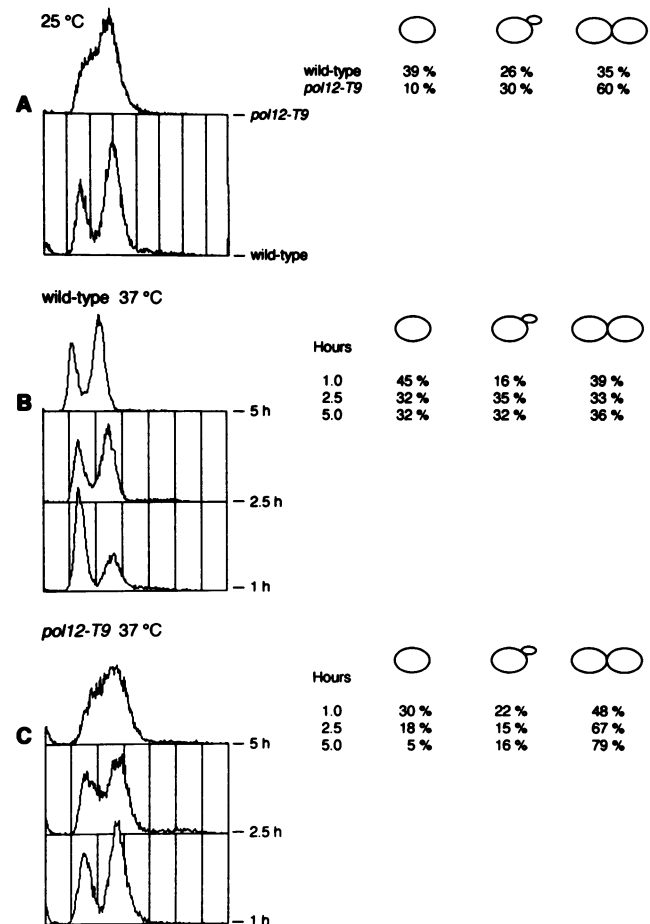 25 °C
wild-type 39 % 26 % 35 %
pol12-T9 10 % 30 % 60 %
A
pol12-T9
wild-type
wild-type 37 °C
Hours
1.0 45 % 16 % 39 %
B
2.5 32 % 35 % 33 %
5.0 32 % 32 % 36 %
5 h
2.5 h
1 h
pol12-T9 37 °C
Hours
1.0 30 % 22 % 48 %
C
2.5 18 % 15 % 67 %
5.0 5 % 16 % 79 %
5 h
2.5 h
1 h